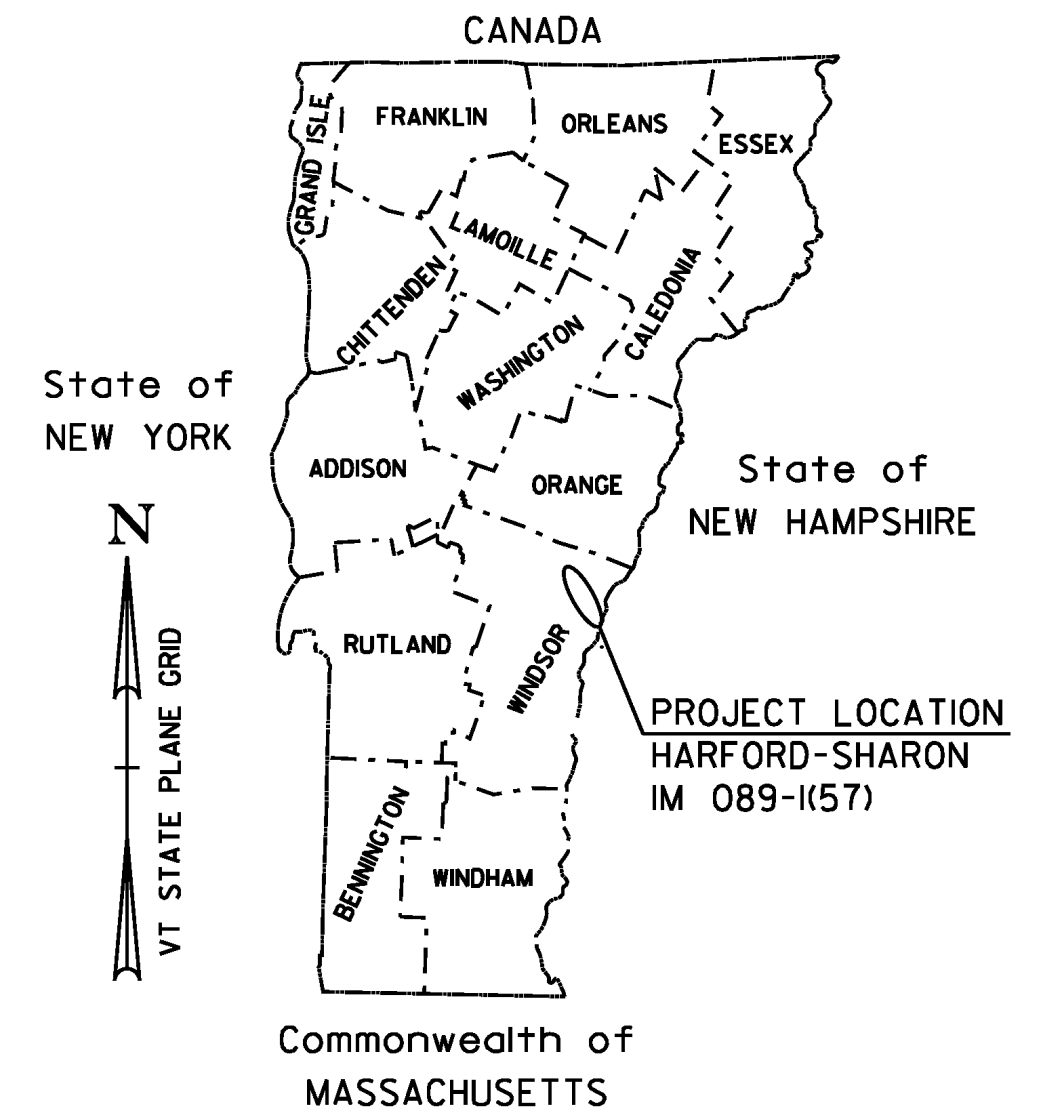 CANADA
GRAND ISLE
FRANKLIN
ORLEANS
ESSEX
LAMOILLE
CHITTENDEN
CALEDONIA
WASHINGTON
State of
NEW YORK
ADDISON
ORANGE
State of
NEW HAMPSHIRE
N
VT STATE PLANE GRID
RUTLAND
WINDSOR
PROJECT LOCATION
HARFORD-SHARON
IM 089-1(57)
BENNINGTON
WINDHAM
Commonwealth of
MASSACHUSETTS